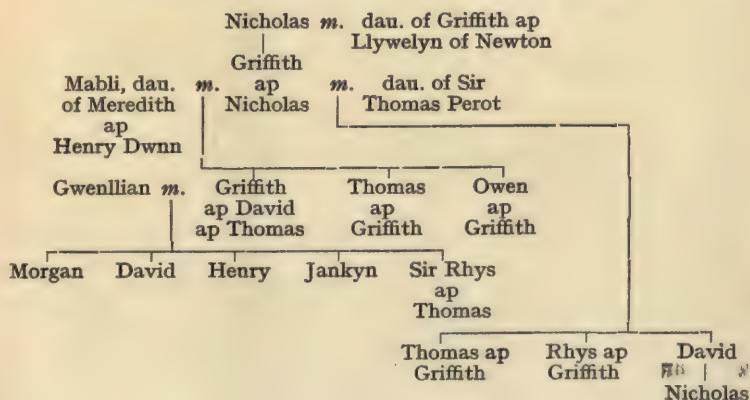 Nicholas m. dau. of Griffith ap
Llywelyn of Newton
Griffith
ap
Nicholas
Mabli, dau.
of Meredith
ap
Henry Dwnn
m.
m. dau. of Sir
Thomas Perot
Gwenllian m.
Griffith
ap David
ap Thomas
Thomas
ap
Griffith
Owen
ap
Griffith
Morgan David Henry Jankyn Sir Rhys
ap
Thomas
Thomas ap
Griffith
Rhys ap
Griffith
David
Nicholas